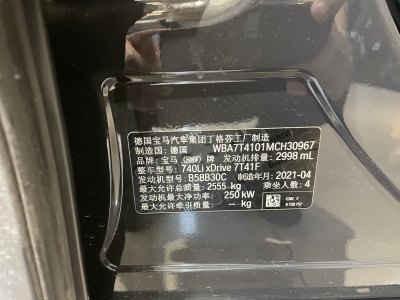 德国宝马汽车集团丁格芬工厂制造
制造国：德国 WBA7T4101MCH30967
品牌：宝马（BMW）牌 发动机排量：2998 mL
整车型号：740Li xDrive 7T41F
发动机型号：B58B30C 制造年月：2021-04
最大允许总质量：2555 kg 乘坐人数：4
发动机最大净功率：250 kW
最大允许牵引质量：-- kg